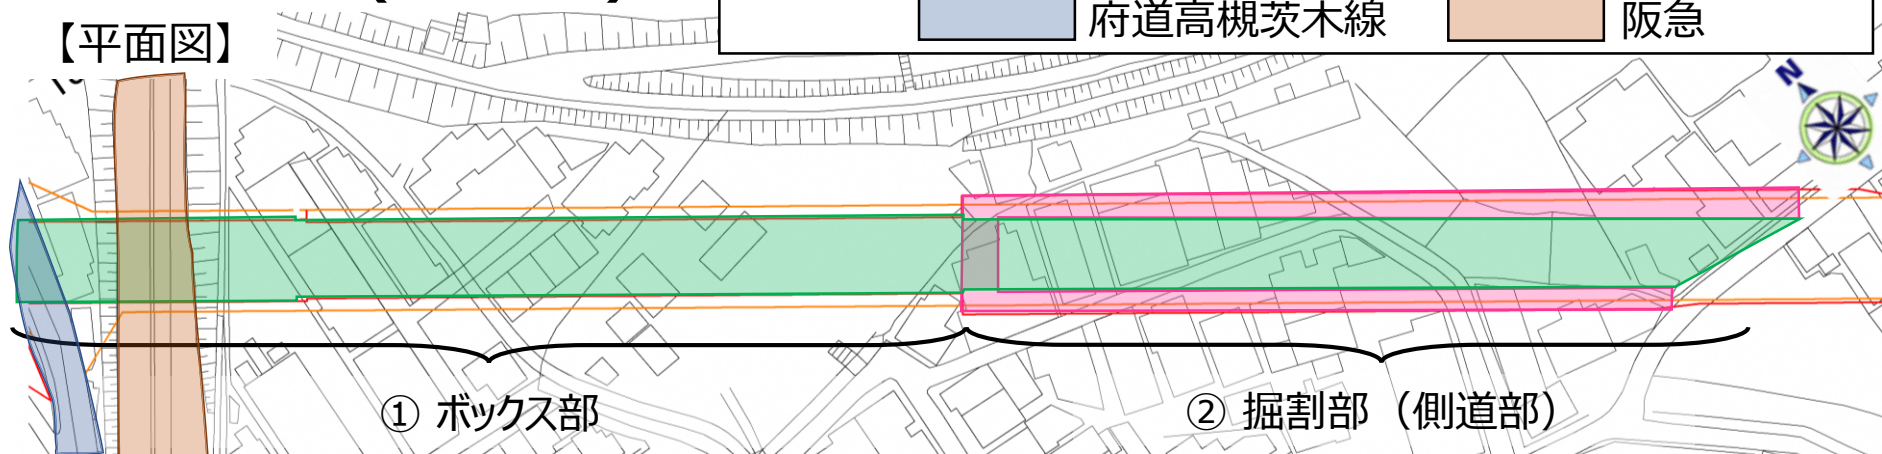 府道高槻茨木線
阪急
【平面図】
N
① ボックス部
② 掘割部（側道部）